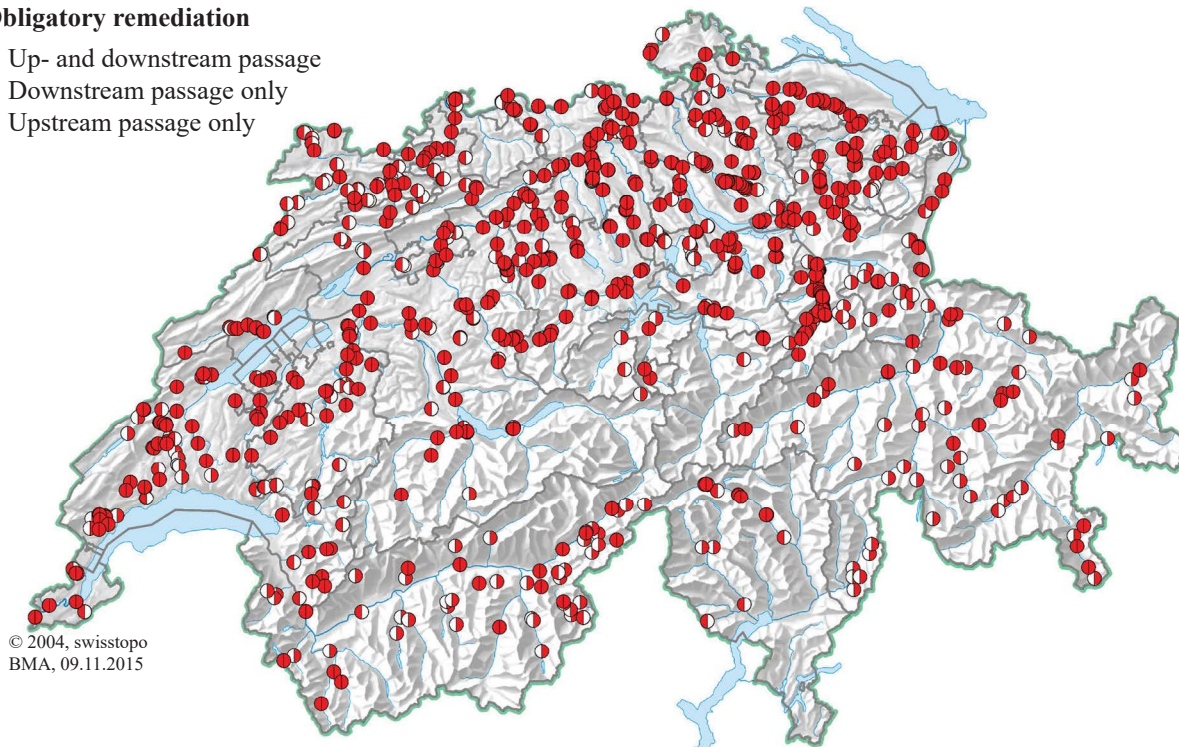 bligatory remediation
Up- and downstream passage
Downstream passage only
Upstream passage only
© 2004, swisstopo
BMA, 09.11.2015